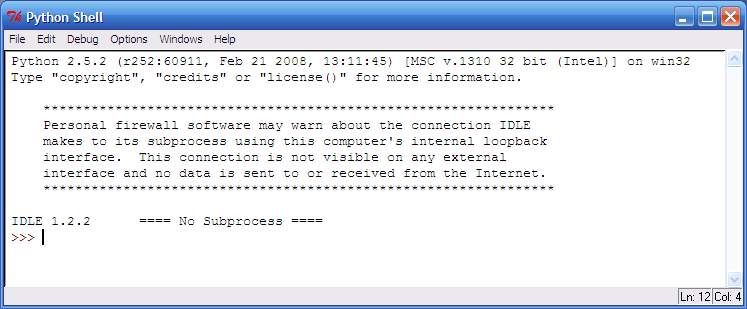 Python Shell
File Edit Debug Options Windows Help
Python 2.5.2 (r252:60911, Feb 21 2008, 13:11:45) [MSC v.1310 32 bit (Intel)] on win32
Type "copyright", "credits" or "license()" for more information.
****************************************************************
Personal firewall software may warn about the connection IDLE
makes to its subprocess using this computer's internal loopback
interface.  This connection is not visible on any external
interface and no data is sent to or received from the Internet.
****************************************************************
IDLE 1.2.2      ==== No Subprocess ====
>>>
Ln: 12 Col: 4